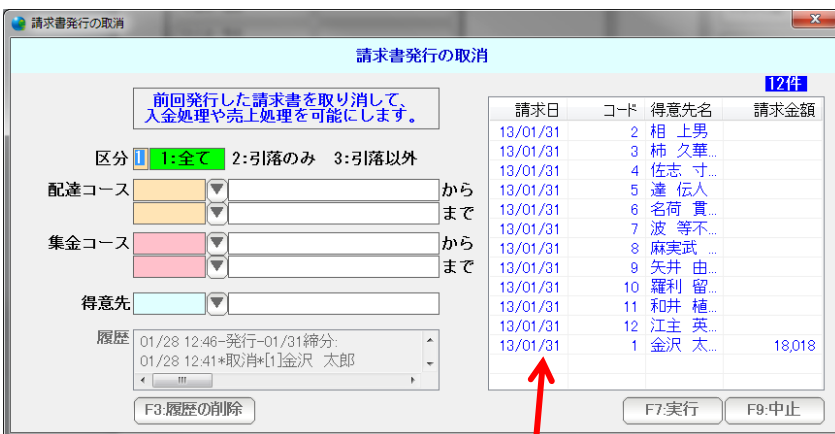 請求書発行の取消
請求書発行の取消
12件
前回発行した請求書を取り消して、
入金処理や売上処理を可能にします。
区分 1 1:全て 2:引落のみ 3:引落以外
配達コース から
まで
集金コース から
まで
得意先
履歴 01/28 12:46-発行-01/31締分:
01/28 12:41*取消*[1]金沢 太郎
F3:履歴の削除
請求日 コード 得意先名 請求金額
13/01/31 2 相 上男
13/01/31 3 柿 久華...
13/01/31 4 佐志 寸...
13/01/31 5 達 伝人
13/01/31 6 名荷 貫...
13/01/31 7 波 等不...
13/01/31 8 麻実武 ...
13/01/31 9 矢井 由...
13/01/31 10 羅利 留...
13/01/31 11 和井 植...
13/01/31 12 江主 英...
13/01/31 1 金沢 太... 18,018
F7:実行 F9:中止